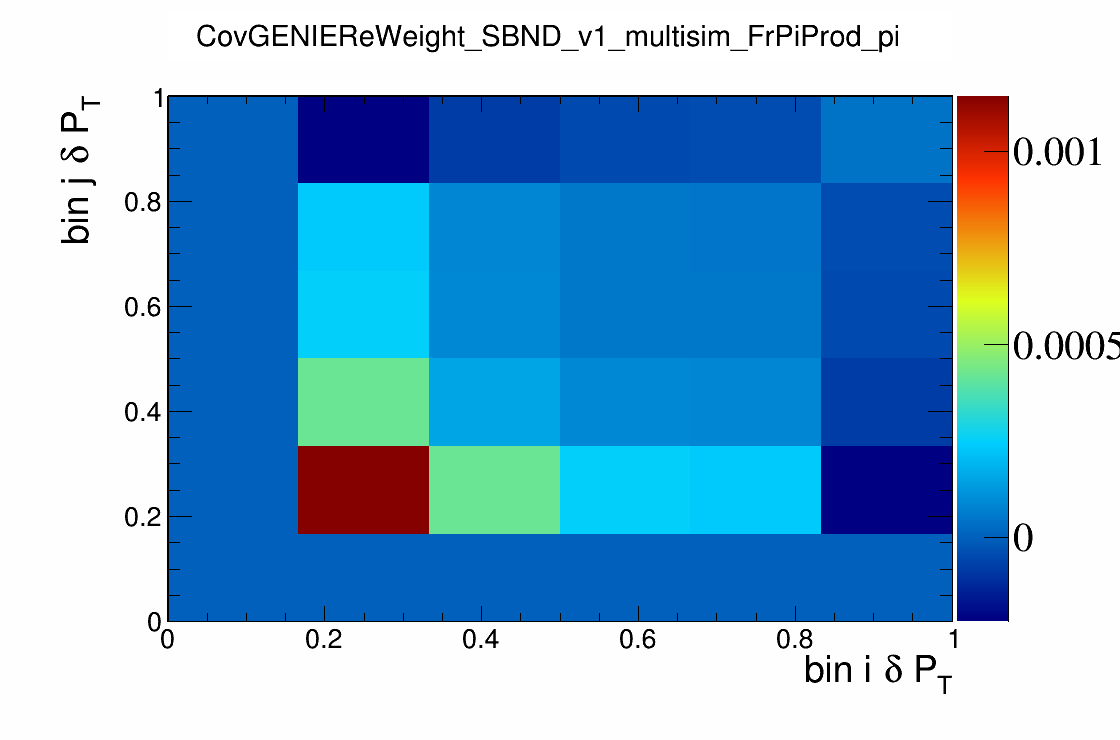 CovGENIEReWeight_SBND_v1_multisim_FrPiProd_pi
bin j δ P_T
1
0.8
0.6
0.4
0.2
0
0 0.2 0.4 0.6 0.8 1
bin i δ P_T
0.001
0.0005
0